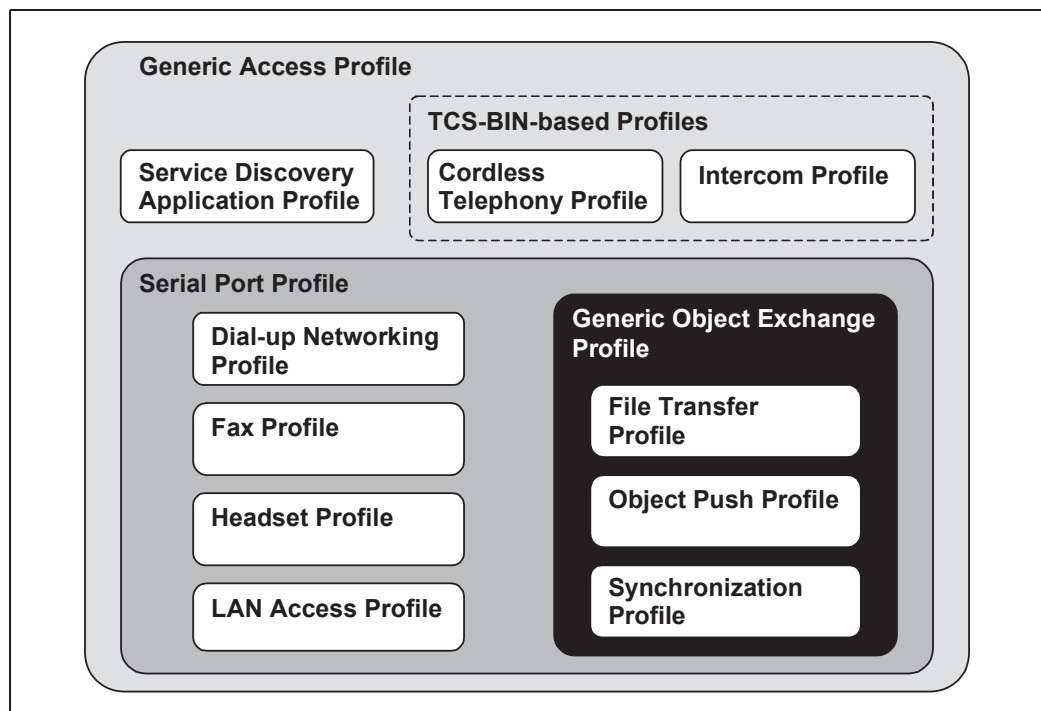 Generic Access Profile
TCS-BIN-based Profiles
Service Discovery
Application Profile
Cordless
Telephony Profile
Intercom Profile
Serial Port Profile
Dial-up Networking
Profile
Fax Profile
Headset Profile
LAN Access Profile
Generic Object Exchange
Profile
File Transfer
Profile
Object Push Profile
Synchronization
Profile